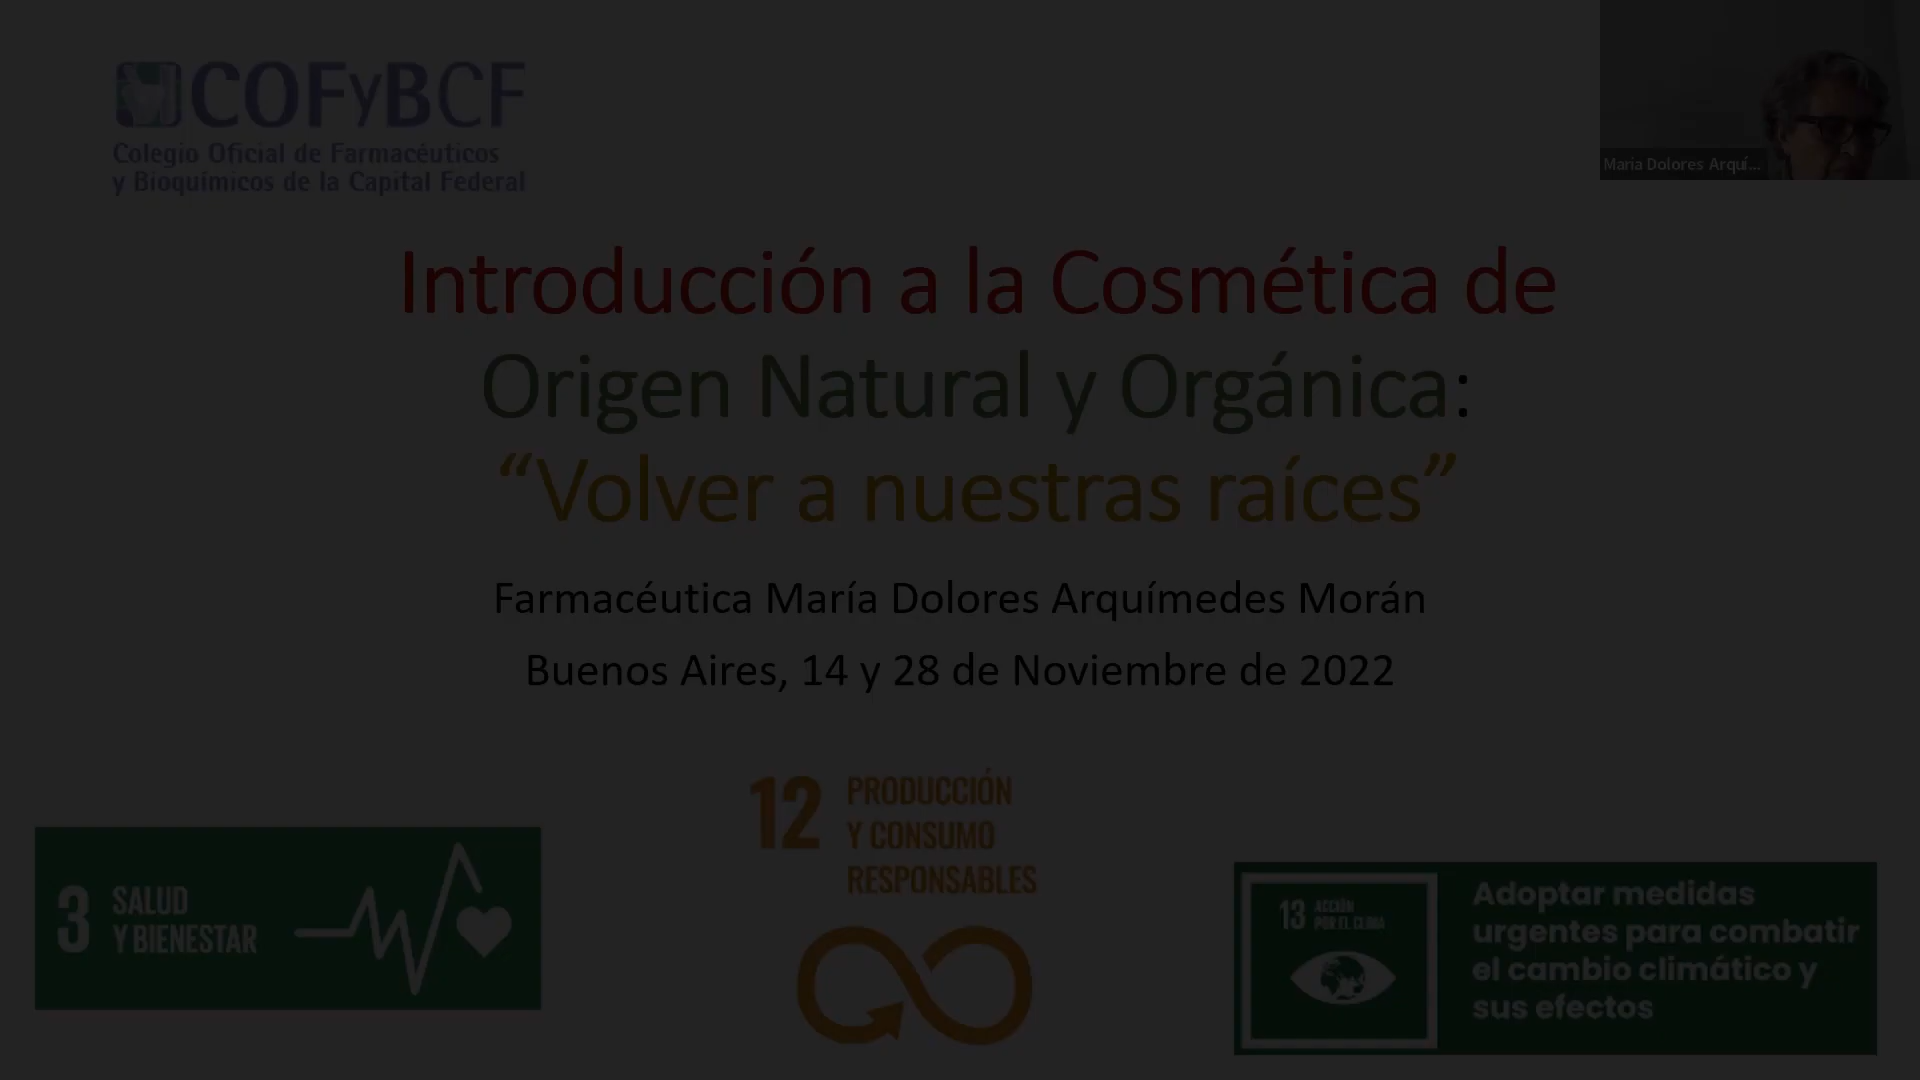 COFyBCF
Colegio Oficial de Farmacéuticos
y Bioquímicos de la Capital Federal
María Dolores Arquí...
Introducción a la Cosmética de
Origen Natural y Orgánica:
“Volver a nuestras raíces”
Farmacéutica María Dolores Arquímedes Morán
Buenos Aires, 14 y 28 de Noviembre de 2022
3 SALUD
Y BIENESTAR
12 PRODUCCIÓN
Y CONSUMO
RESPONSABLES
13 ACCIÓN
POR EL CLIMA
Adoptar medidas
urgentes para combatir
el cambio climático y
sus efectos